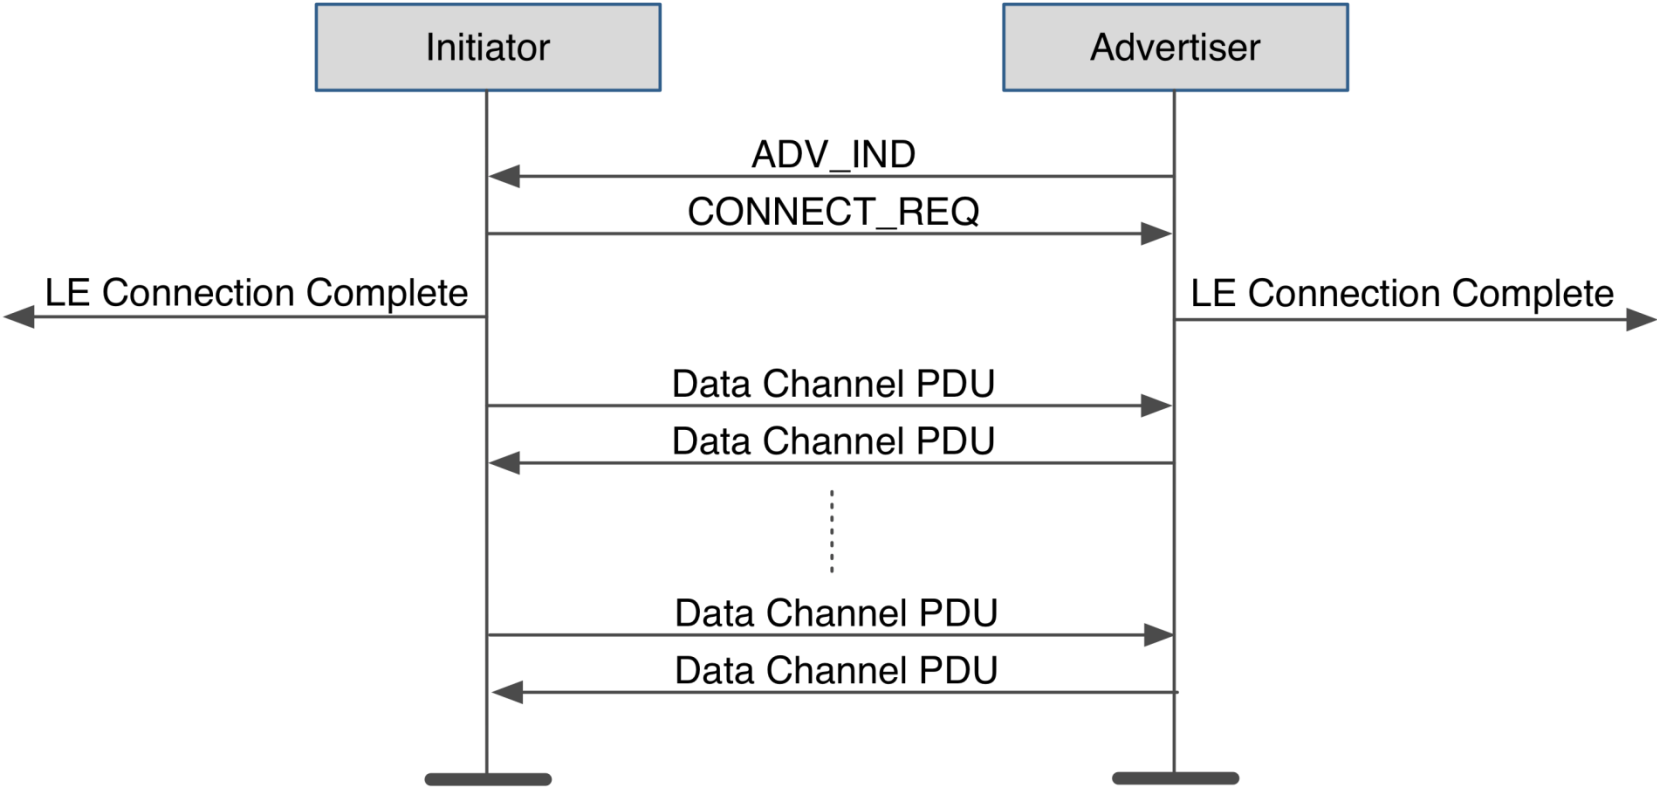 Initiator
Advertiser
ADV_IND
CONNECT_REQ
LE Connection Complete
LE Connection Complete
Data Channel PDU
Data Channel PDU
Data Channel PDU
Data Channel PDU